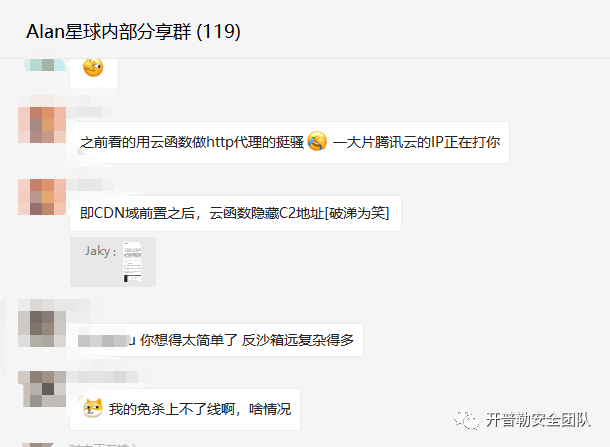 Alan星球内部分享群 (119)
之前看的用云函数做http代理的挺骚 一大片腾讯云的IP正在打你
即CDN域前置之后，云函数隐藏C2地址[破涕为笑]
Jaky :
u 你想得太简单了 反沙箱远复杂得多
我的免杀上不了线啊，啥情况
开普勒安全团队